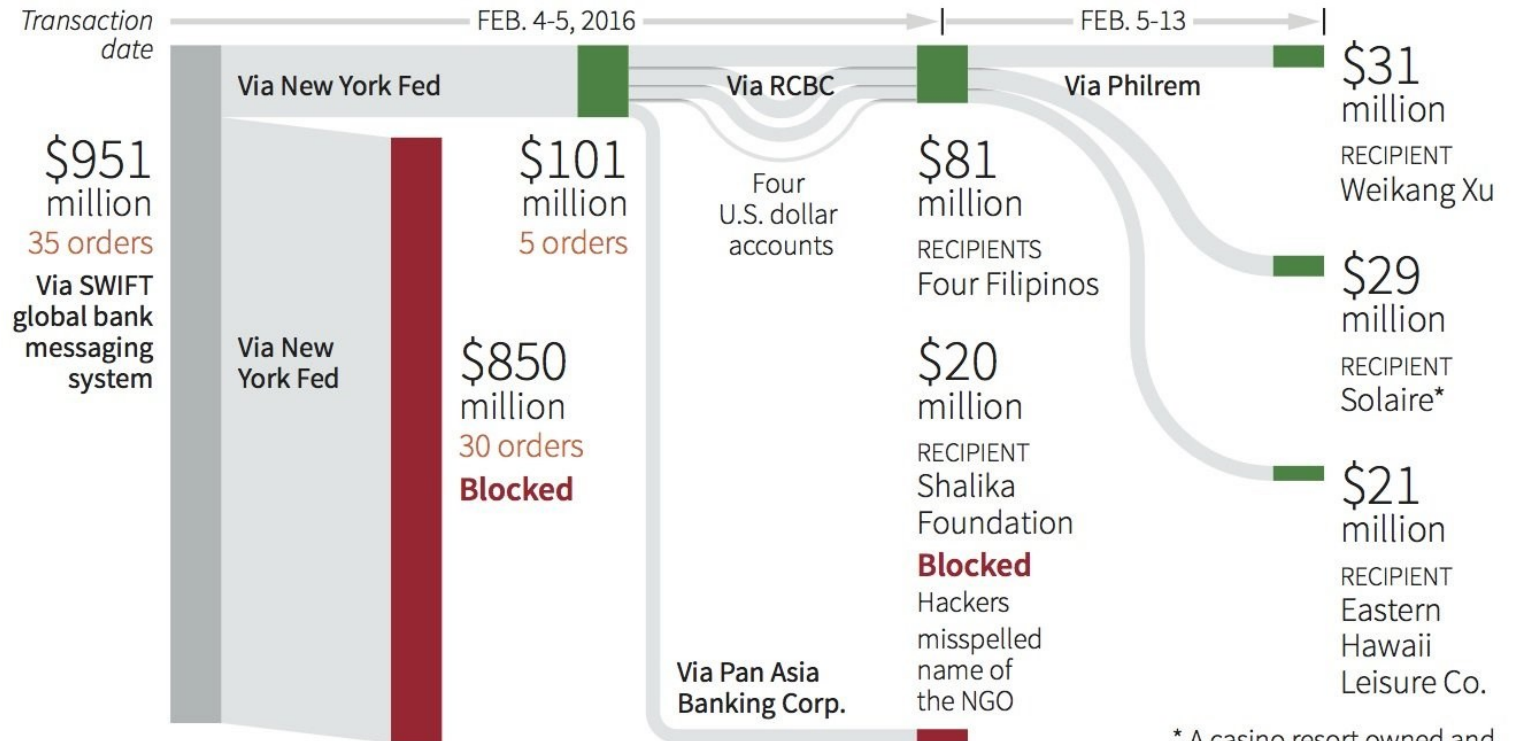 Transaction
date
FEB. 4-5, 2016
FEB. 5-13
Via New York Fed
Via RCBC
Via Philrem
$951
million
35 orders
Via SWIFT
global bank
messaging
system
Via New
York Fed
$850
million
30 orders
Blocked
$101
million
5 orders
Four
U.S. dollar
accounts
$81
million
RECIPIENTS
Four Filipinos
$20
million
RECIPIENT
Shalika
Foundation
Blocked
Hackers
misspelled
name of
the NGO
Via Pan Asia
Banking Corp.
$31
million
RECIPIENT
Weikang Xu
$29
million
RECIPIENT
Solaire*
$21
million
RECIPIENT
Eastern
Hawaii
Leisure Co.
* A casino resort owned and